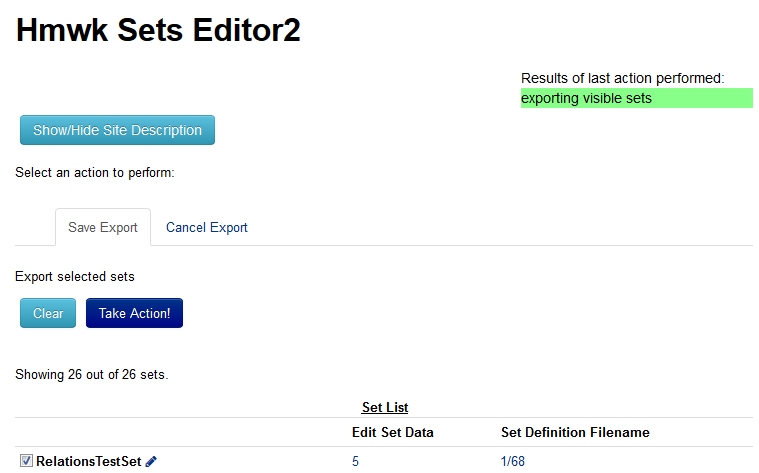 Hmwk Sets Editor2
Results of last action performed:
exporting visible sets
Show/Hide Site Description
Select an action to perform:
Save Export Cancel Export
Export selected sets
Clear Take Action!
Showing 26 out of 26 sets.
Set List
Edit Set Data Set Definition Filename
RelationsTestSet 5 1/68